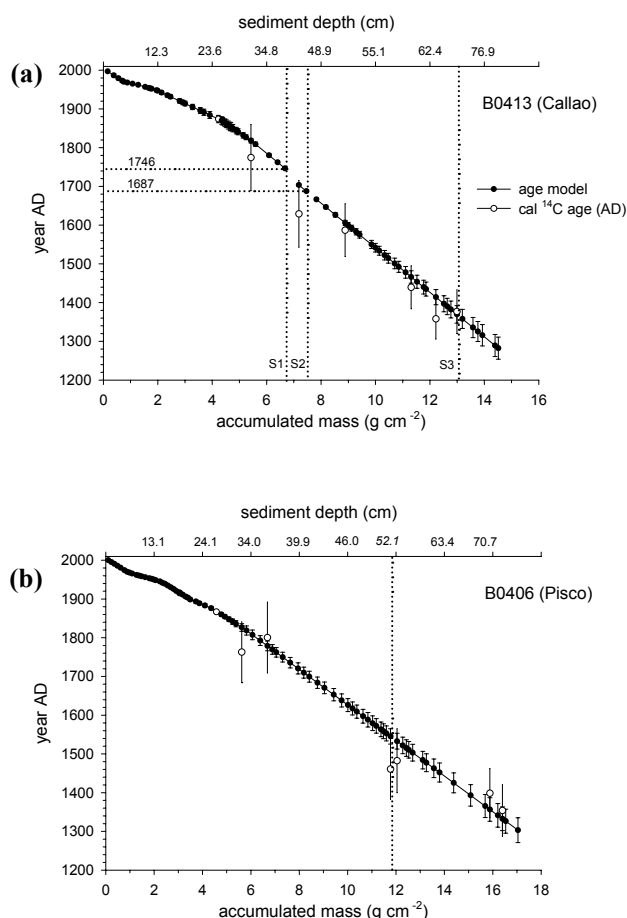 sediment depth (cm)
12.3 23.6 34.8 48.9 55.1 62.4 76.9
(a)
B0413 (Callao)
2000
1900
1800
1746
1700
1687
1600
1500
1400
1300
1200
year AD
age model
cal 14C age (AD)
S1 S2 S3
0 2 4 6 8 10 12 14 16
accumulated mass (g cm-2)
sediment depth (cm)
13.1 24.1 34.0 39.9 46.0 52.1 63.4 70.7
(b)
B0406 (Pisco)
2000
1900
1800
1700
1600
1500
1400
1300
1200
year AD
0 2 4 6 8 10 12 14 16 18
accumulated mass (g cm-2)